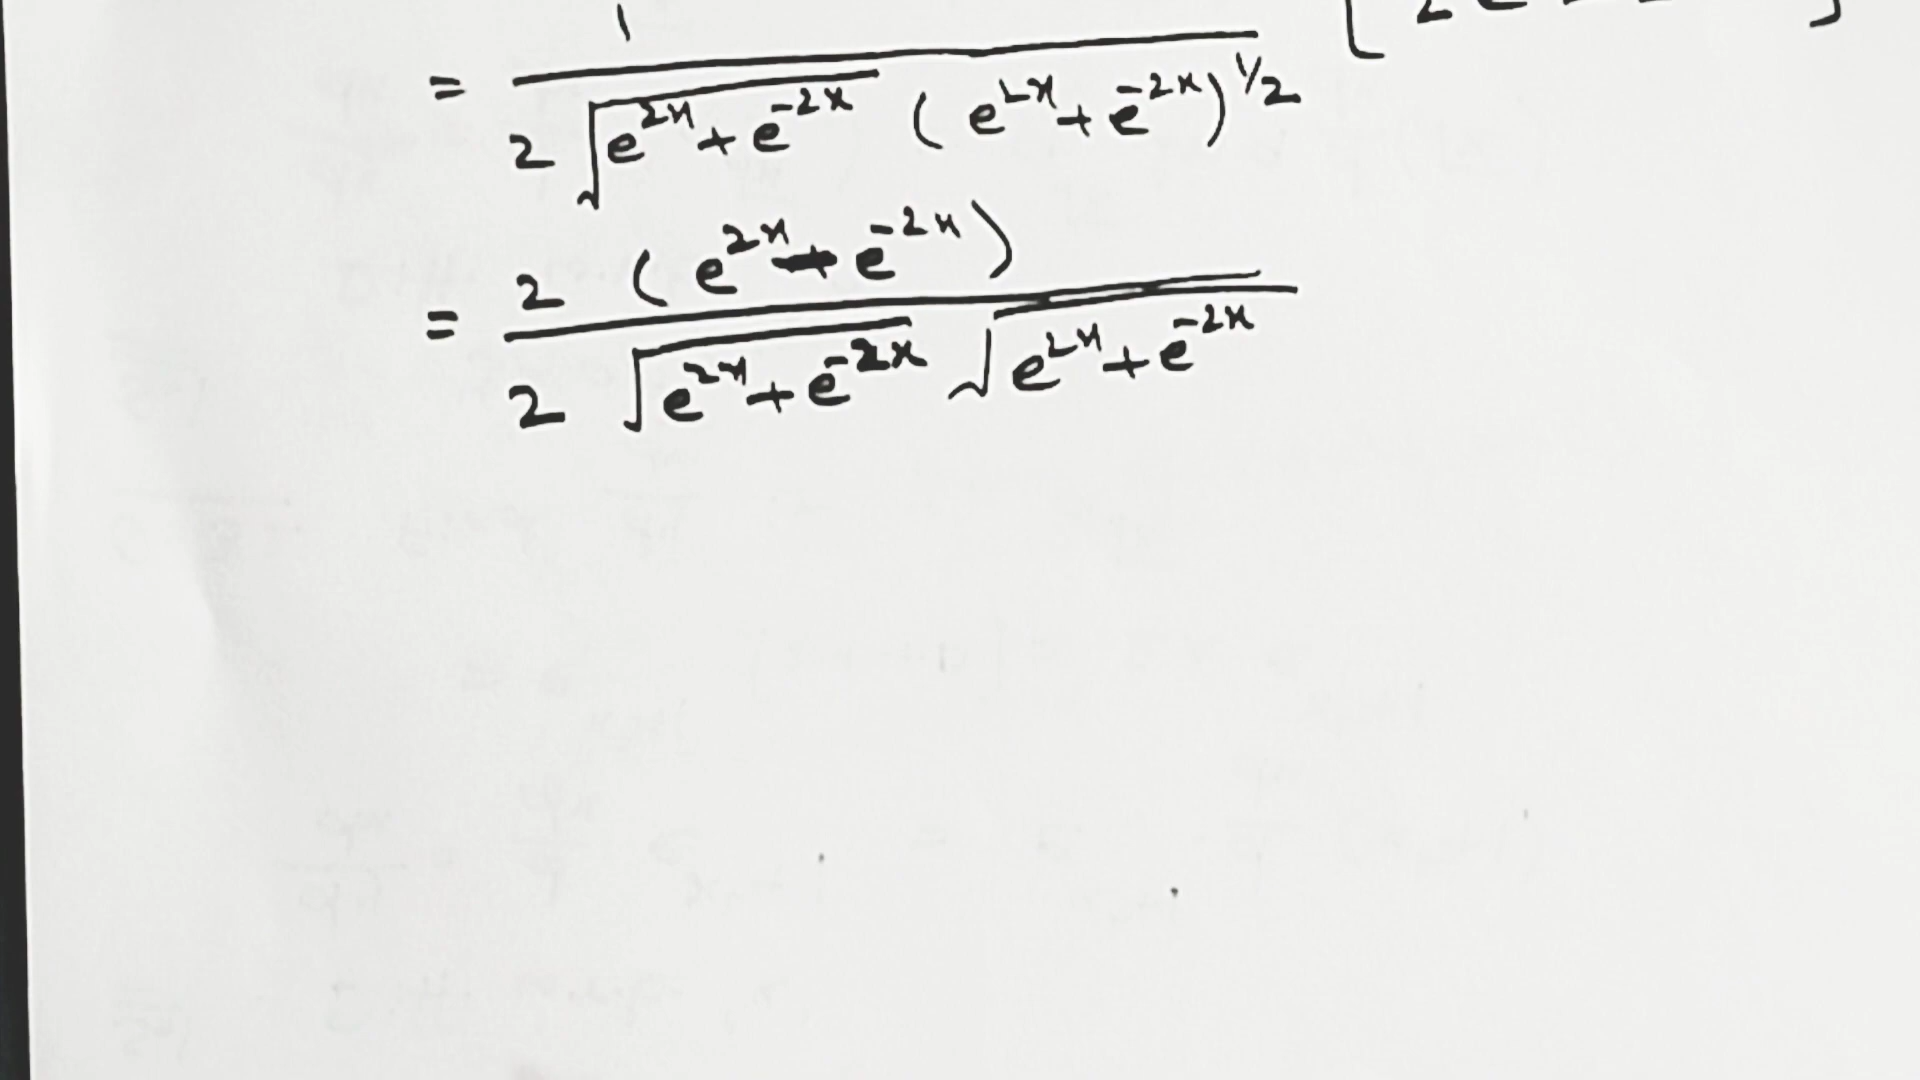 = 1 / (2 √(e^{2x} + e^{-2x}) (e^{2x} + e^{-2x})^{1/2}) [
= 2 (e^{2x} - e^{-2x}) / (2 √(e^{2x} + e^{-2x}) √(e^{2x} + e^{-2x}))